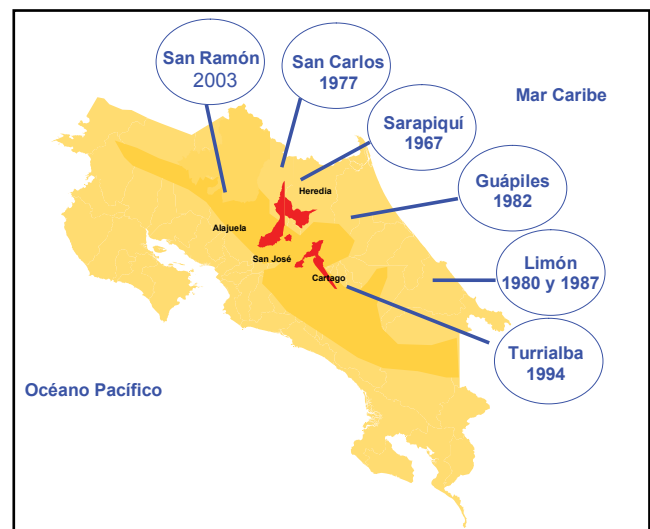 San Ramón
2003
San Carlos
1977
Mar Caribe
Sarapiquí
1967
Heredia
Guápiles
1982
Alajuela
San José
Limón
1980 y 1987
Cartago
Turrialba
1994
Océano Pacífico